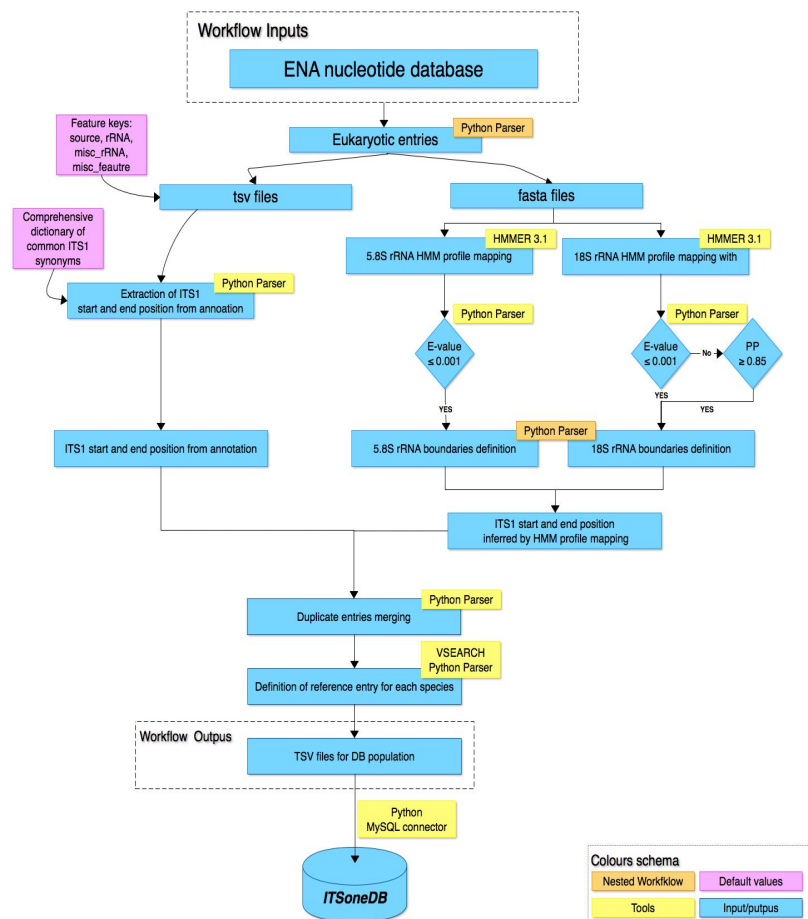 Workflow Inputs
ENA nucleotide database
Python Parser
Eukaryotic entries
Feature keys:
source, rRNA,
misc_rRNA,
misc_feautre
tsv files
fasta files
Comprehensive
dictionary of
common ITS1
synonyms
HMMER 3.1
5.8S rRNA HMM profile mapping
HMMER 3.1
18S rRNA HMM profile mapping with
Python Parser
Extraction of ITS1
start and end position from annoation
Python Parser
E-value
≤ 0.001
Python Parser
E-value
≤ 0.001
No
PP
≥ 0.85
YES
YES
YES
ITS1 start and end position from annotation
5.8S rRNA boundaries definition
Python Parser
18S rRNA boundaries definition
ITS1 start and end position
inferred by HMM profile mapping
Python Parser
Duplicate entries merging
VSEARCH
Python Parser
Definition of reference entry for each species
Workflow Outpus
TSV files for DB population
Python
MySQL connector
ITSoneDB
Colours schema
Nested Workfklow
Default values
Tools
Input/putpus